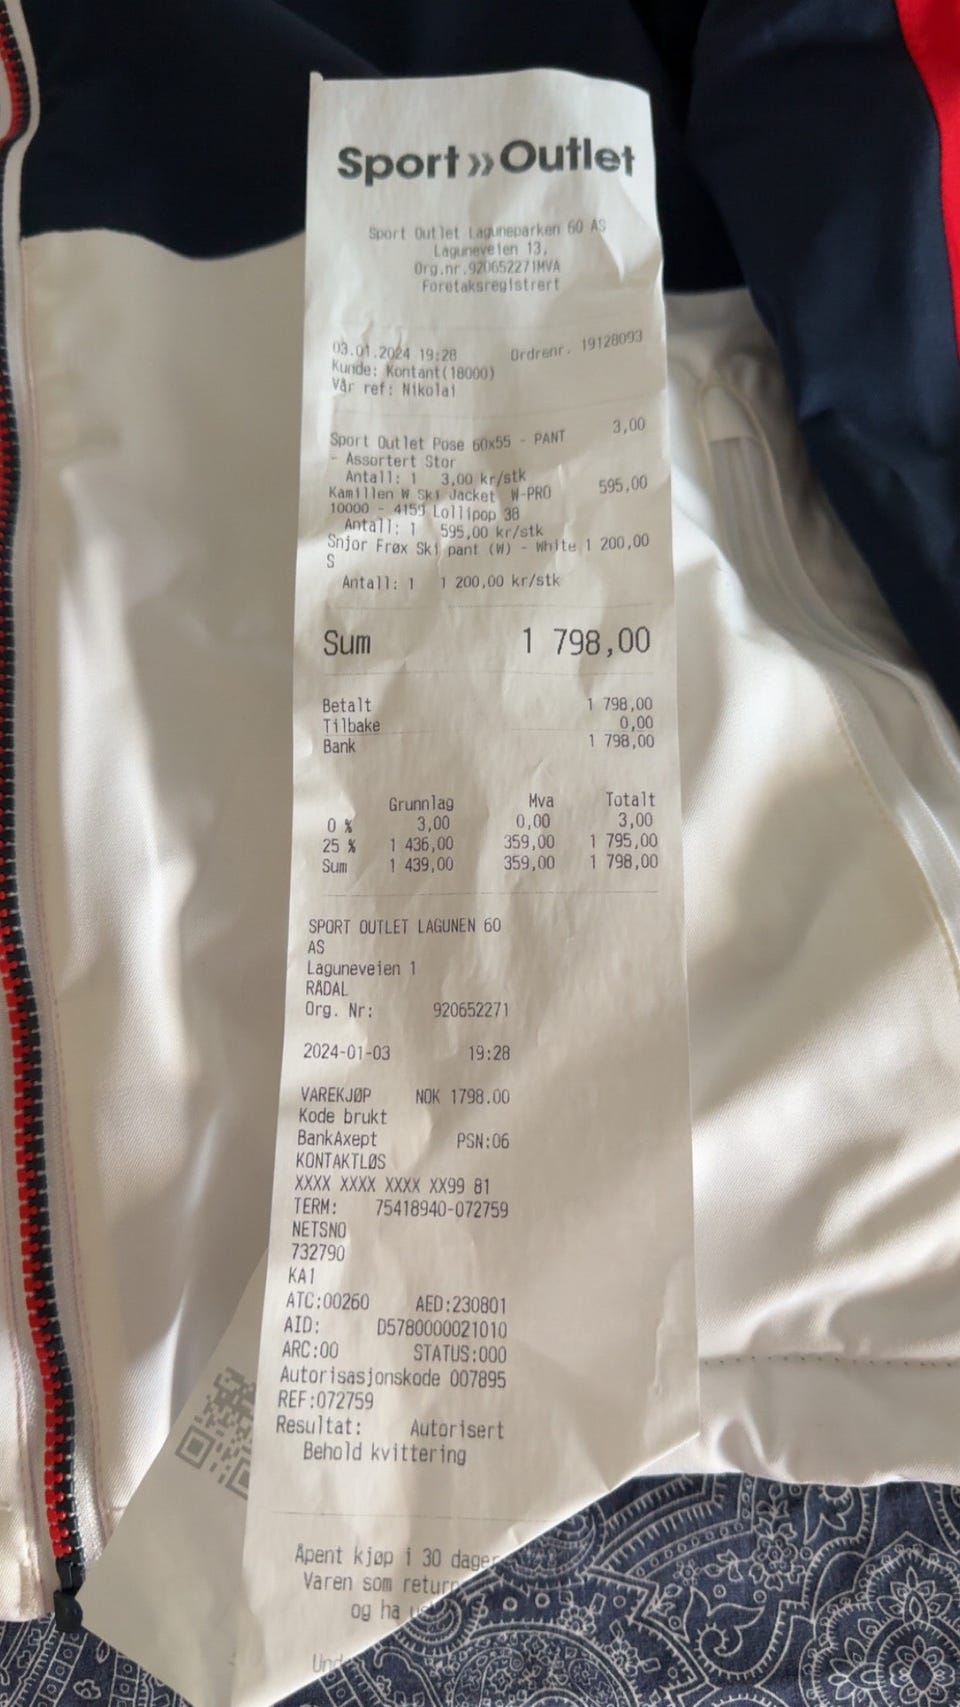 Sport»Outlet
Sport Outlet Laguneparken 60 AS
Laguneveien 13,
Org.nr.920652271MVA
Foretaksregistrert
03.01.2024 19:28 Ordrenr. 19128093
Kunde: Kontant(18000)
Vår ref: Nikolai
Sport Outlet Pose 60x55 - PANT 3,00
- Assortert Stor
Antall: 1 3,00 kr/stk
Kamillen W Ski Jacket W-PRO 595,00
10000 - 4159 Lollipop 38
Antall: 1 595,00 kr/stk
Snjor Frøx Ski pant (W) - White 1 200,00
S
Antall: 1 1 200,00 kr/stk
Sum 1 798,00
Betalt 1 798,00
Tilbake 0,00
Bank 1 798,00
Grunnlag Mva Totalt
0 % 3,00 0,00 3,00
25 % 1 436,00 359,00 1 795,00
Sum 1 439,00 359,00 1 798,00
SPORT OUTLET LAGUNEN 60
AS
Laguneveien 1
RÅDAL
Org. Nr: 920652271
2024-01-03 19:28
VAREKJØP NOK 1798.00
Kode brukt
BankAxept PSN:06
KONTAKTLØS
XXXX XXXX XXXX XX99 81
TERM: 75418940-072759
NETSNO
732790
KA1
ATC:00260 AED:230801
AID: D5780000021010
ARC:00 STATUS:000
Autorisasjonskode 007895
REF:072759
Resultat: Autorisert
Behold kvittering
Åpent kjøp i 30 dager
Varen som return
og ha